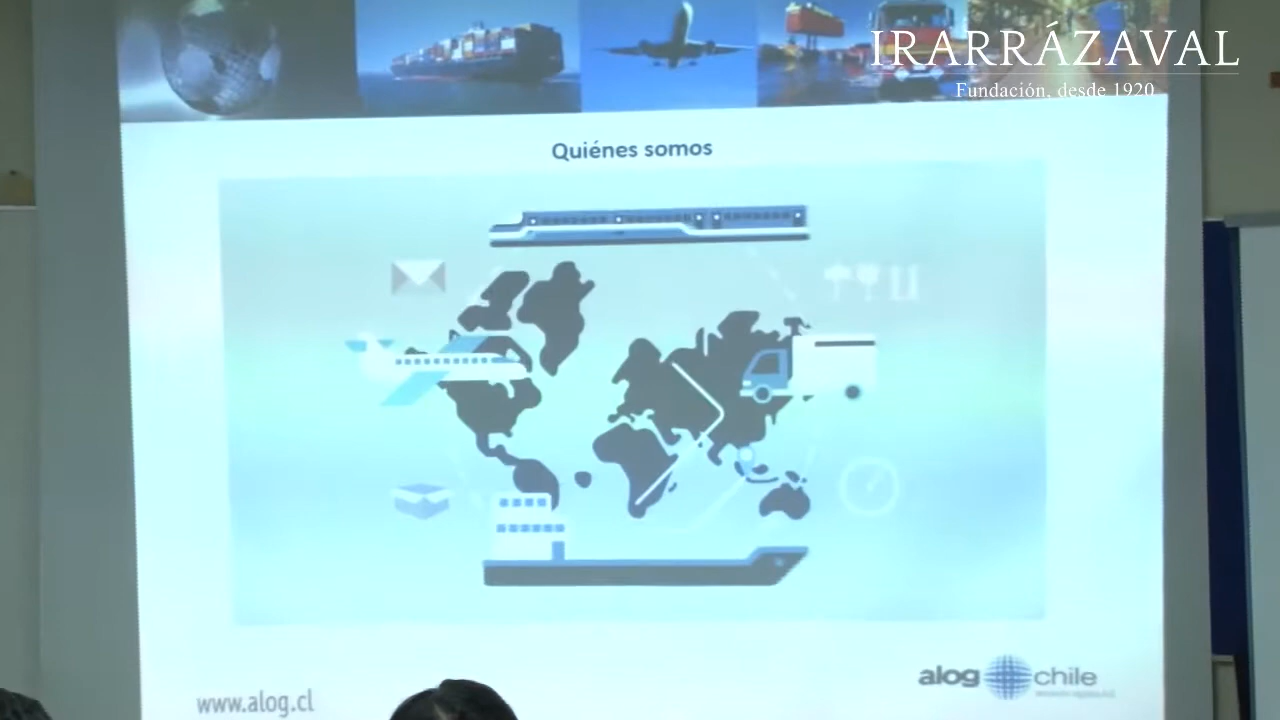 IRARRÁZAVAL
Fundación, desde 1920
Quiénes somos
www.alog.cl
alog chile